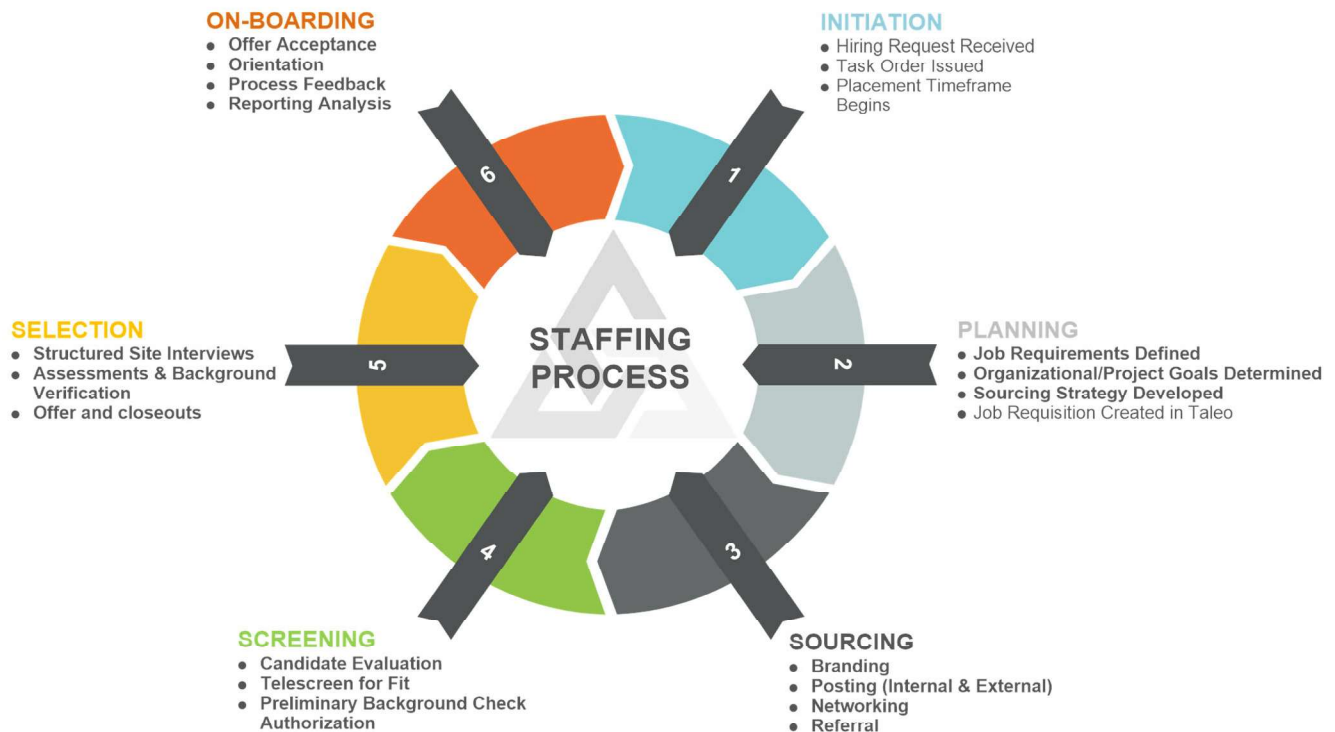 INITIATION
● Hiring Request Received
● Task Order Issued
● Placement Timeframe
Begins
1
PLANNING
● Job Requirements Defined
● Organizational/Project Goals Determined
● Sourcing Strategy Developed
● Job Requisition Created in Taleo
2
SOURCING
● Branding
● Posting (Internal & External)
● Networking
● Referral
3
SCREENING
● Candidate Evaluation
● Telescreen for Fit
● Preliminary Background Check
Authorization
4
SELECTION
● Structured Site Interviews
● Assessments & Background
Verification
● Offer and closeouts
5
ON-BOARDING
● Offer Acceptance
● Orientation
● Process Feedback
● Reporting Analysis
6
STAFFING
PROCESS